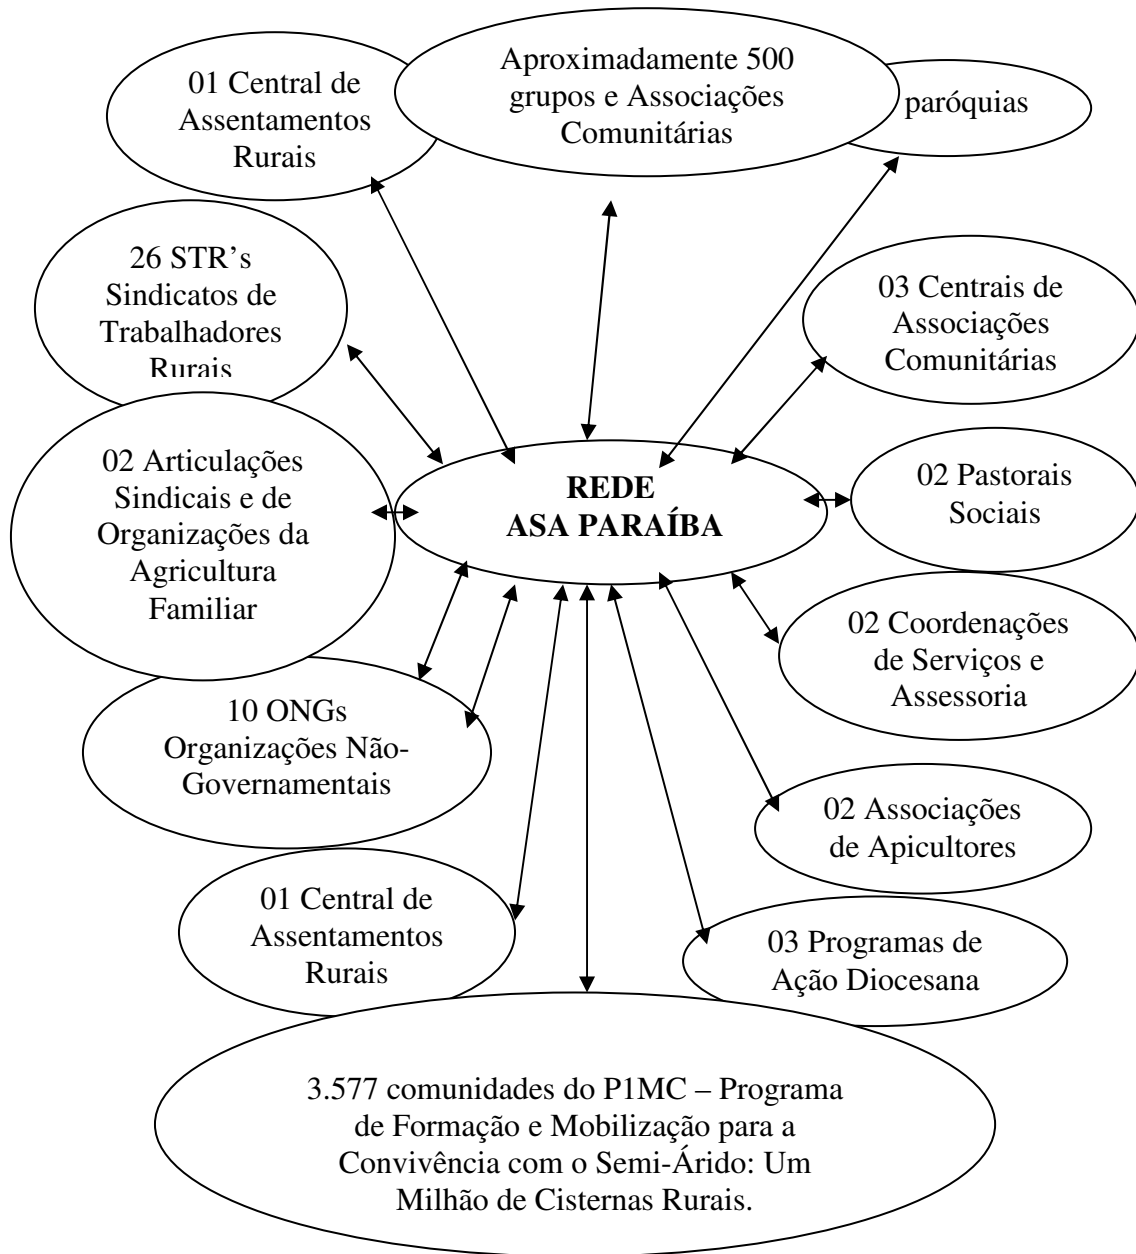 01 Central de
Assentamentos
Rurais
Aproximadamente 500
grupos e Associações
Comunitárias
paróquias
26 STR’s
Sindicatos de
Trabalhadores
Rurais
03 Centrais de
Associações
Comunitárias
02 Articulações
Sindicais e de
Organizações da
Agricultura
Familiar
REDE
ASA PARAÍBA
02 Pastorais
Sociais
02 Coordenações
de Serviços e
Assessoria
10 ONGs
Organizações Não-
Governamentais
02 Associações
de Apicultores
01 Central de
Assentamentos
Rurais
03 Programas de
Ação Diocesana
3.577 comunidades do P1MC – Programa
de Formação e Mobilização para a
Convivência com o Semi-Árido: Um
Milhão de Cisternas Rurais.